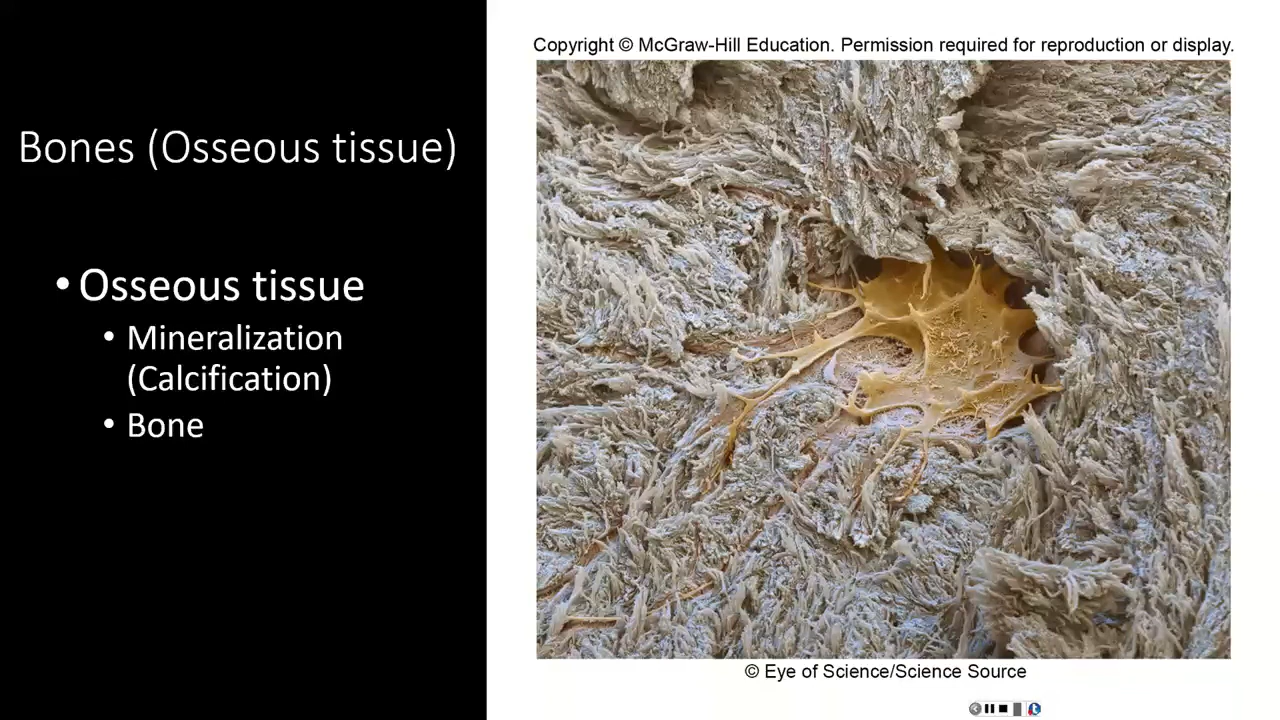 Bones (Osseous tissue)
• Osseous tissue
• Mineralization
(Calcification)
• Bone
Copyright © McGraw-Hill Education. Permission required for reproduction or display.
© Eye of Science/Science Source